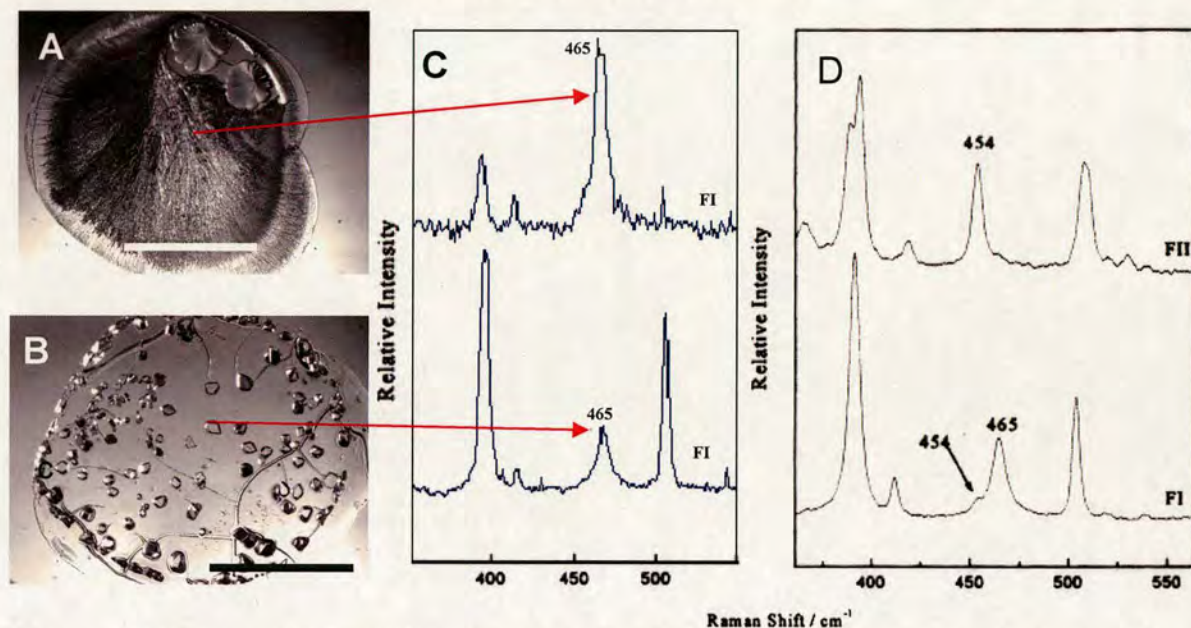 A
B
C
465
FI
465
FI
Relative Intensity
400
450
500
D
454
FII
454
465
FI
Relative Intensity
400
450
500
550
Raman Shift / cm⁻¹